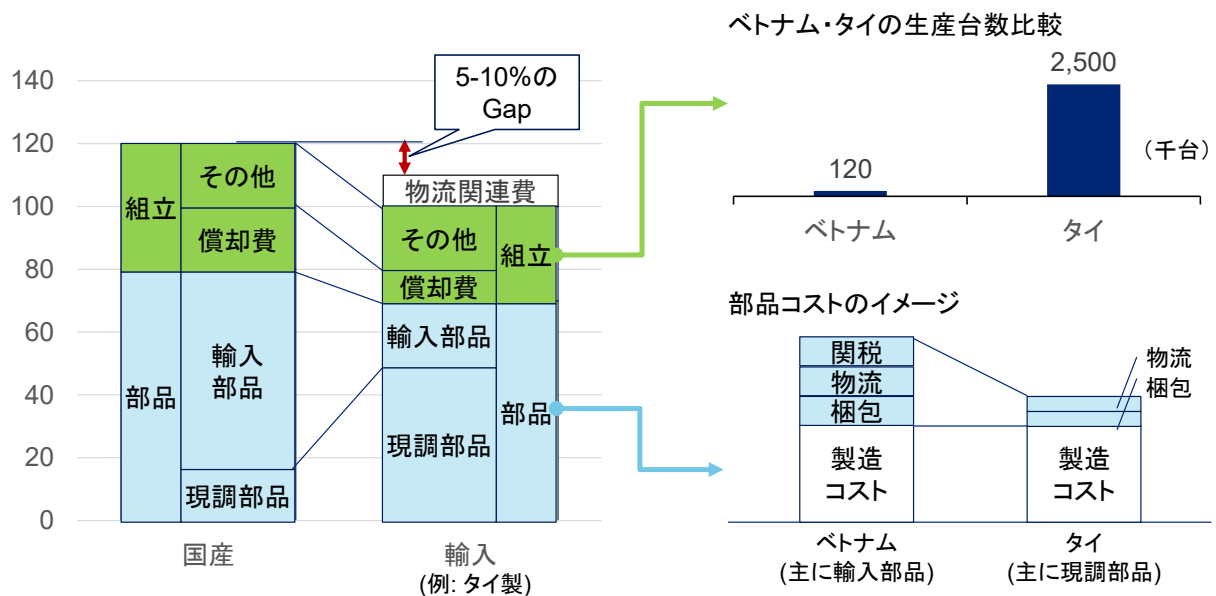 140
120
100
80
60
40
20
0
5-10%の
Gap
組立
その他
償却費
部品
輸入
部品
現調部品
国産
物流関連費
その他
組立
償却費
輸入部品
現調部品
部品
輸入
(例: タイ製)
ベトナム・タイの生産台数比較
2,500
120
（千台）
ベトナム
タイ
部品コストのイメージ
関税
物流
梱包
製造
コスト
物流
梱包
製造
コスト
ベトナム
(主に輸入部品)
タイ
(主に現調部品)